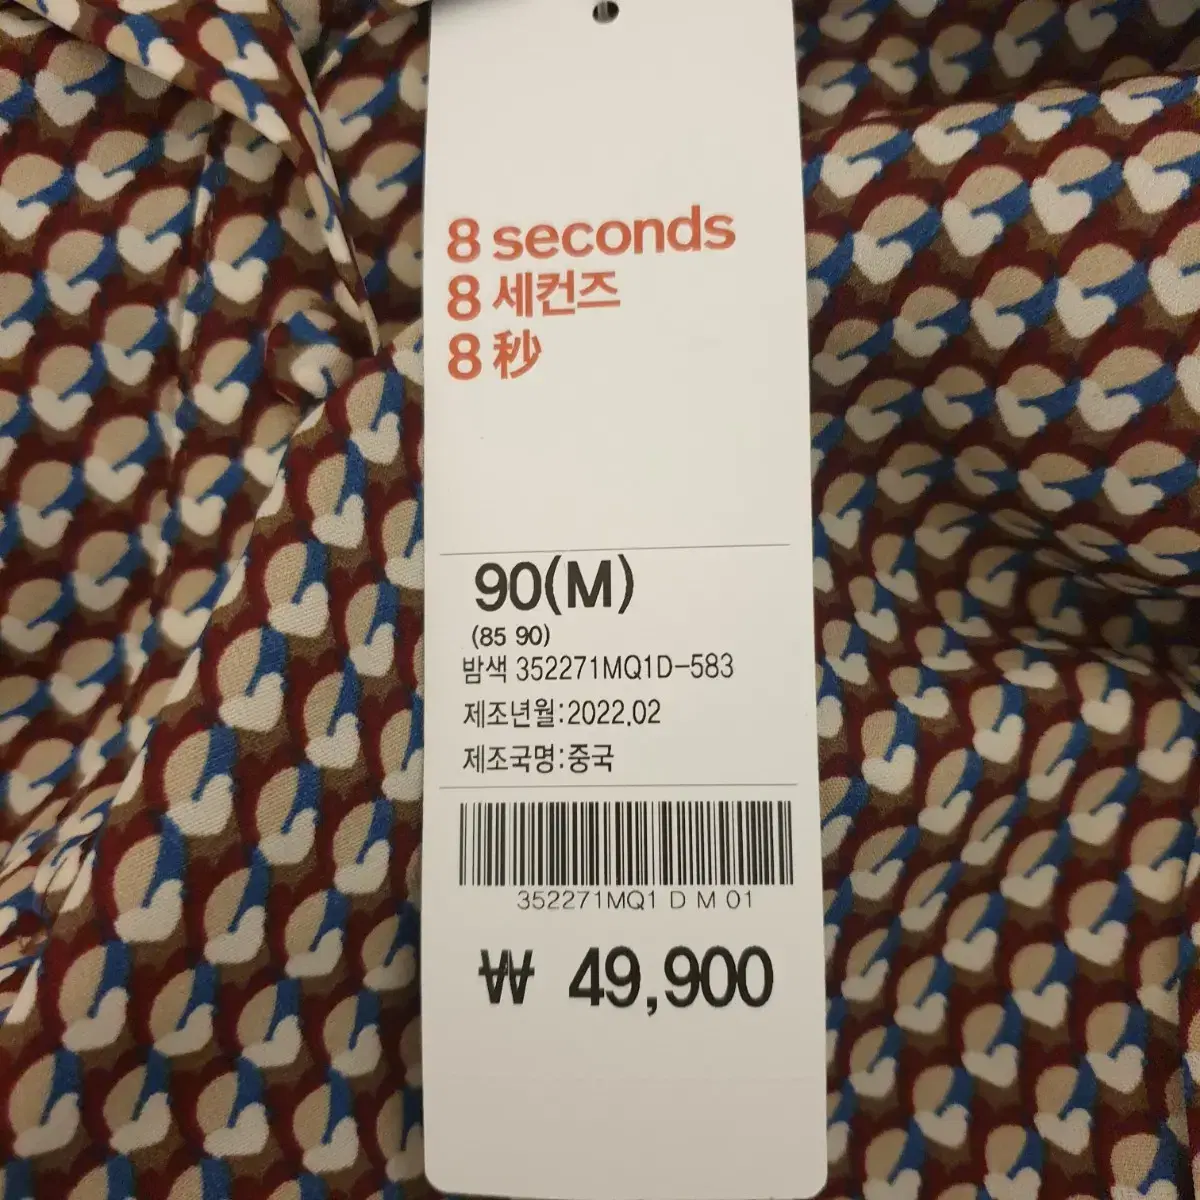 8 seconds
8 세컨즈
8 秒
90(M)
(85 90)
밤색 352271MQ1D-583
제조년월:2022.02
제조국명:중국
352271MQ1 D M 01
₩ 49,900